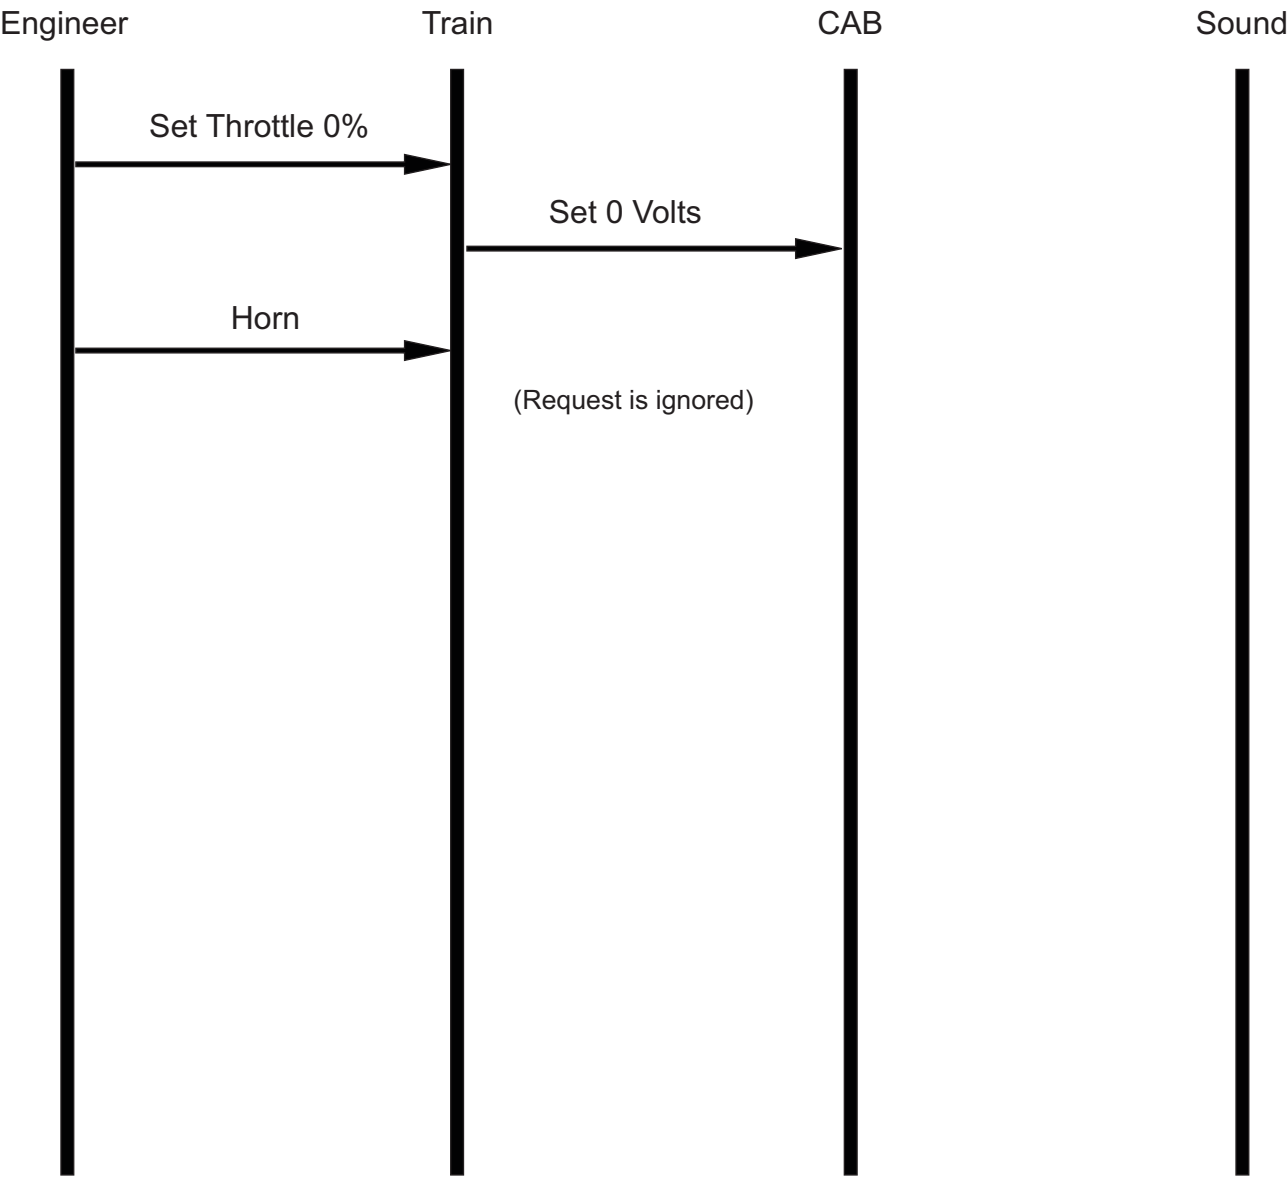 Engineer Train CAB Sound
Set Throttle 0%
Set 0 Volts
Horn
(Request is ignored)